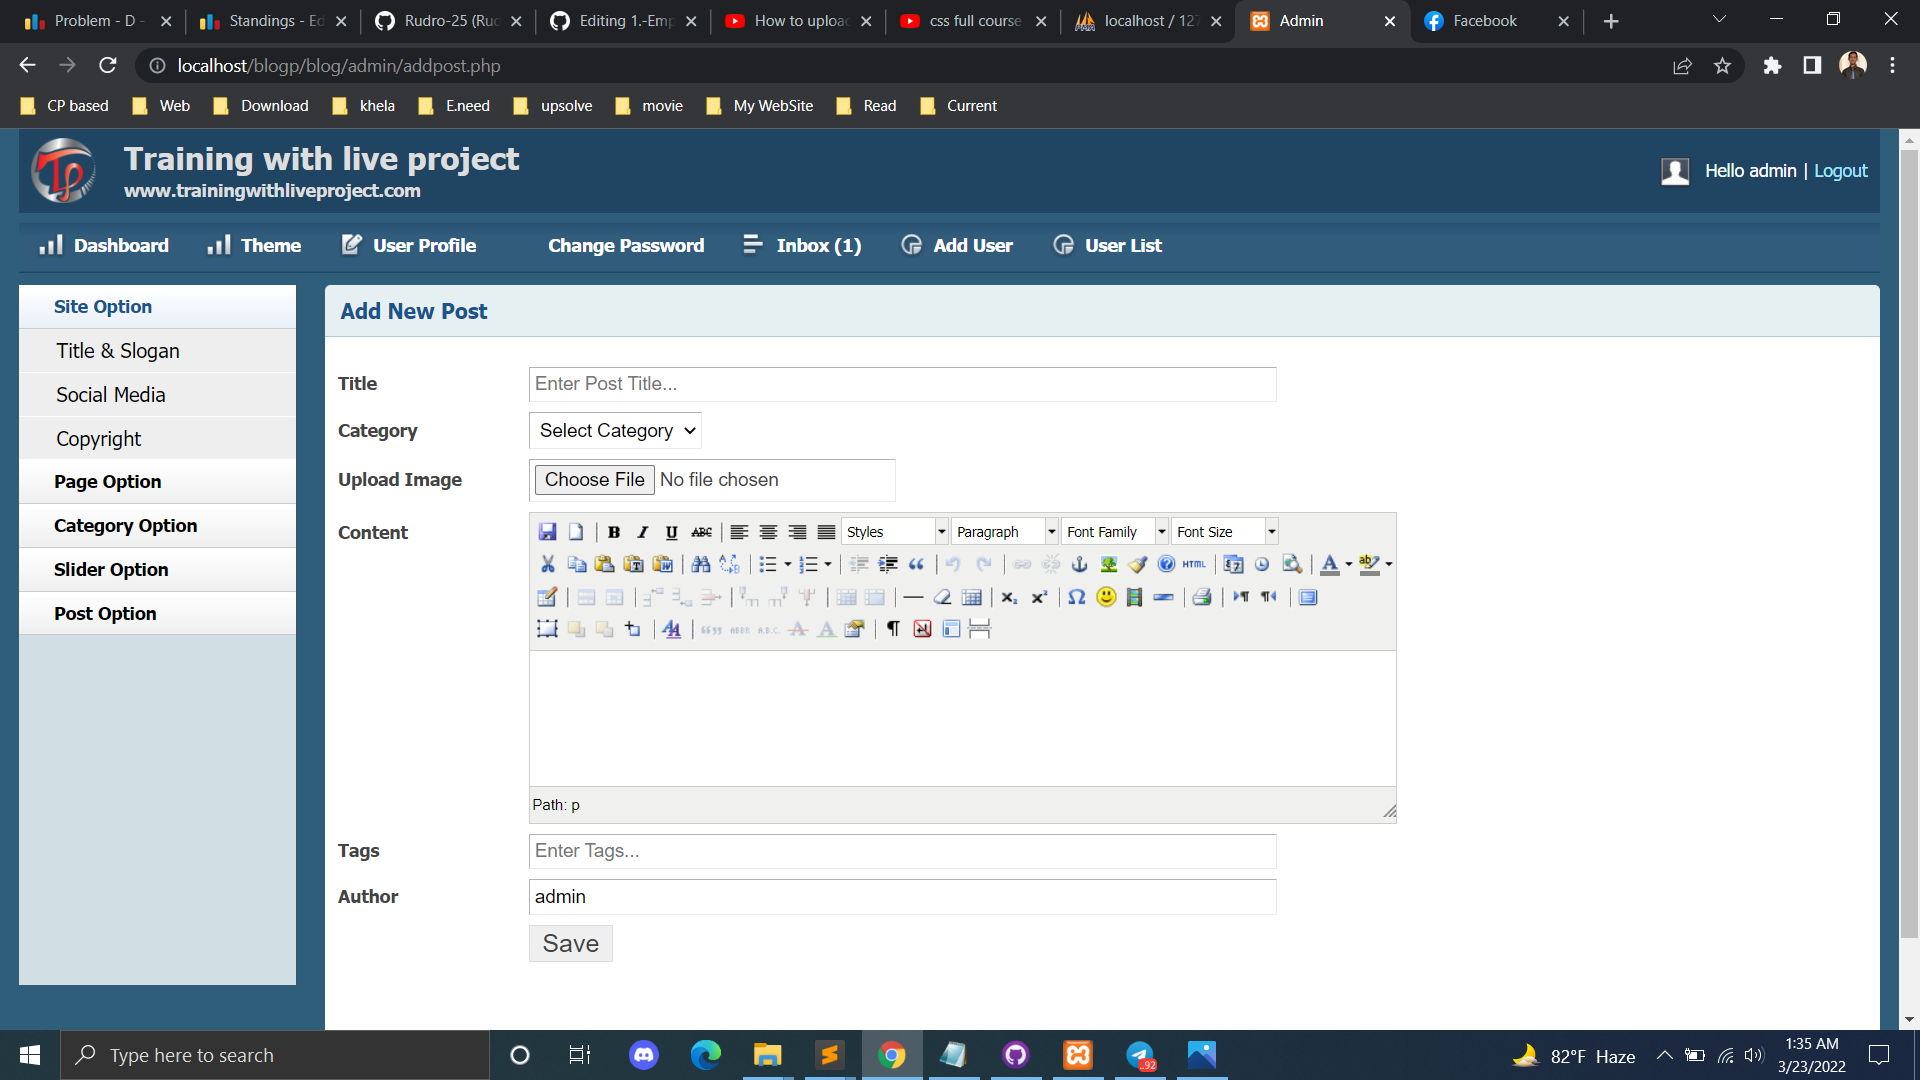 Problem - D -
Standings - Ed
Rudro-25 (Rud
Editing 1.-Emp
How to uploa
css full course
localhost / 127
Admin
Facebook
localhost/blogp/blog/admin/addpost.php
CP based
Web
Download
khela
E.need
upsolve
movie
My WebSite
Read
Current
Training with live project
www.trainingwithliveproject.com
Hello admin | Logout
Dashboard
Theme
User Profile
Change Password
Inbox (1)
Add User
User List
Site Option
Title & Slogan
Social Media
Copyright
Page Option
Category Option
Slider Option
Post Option
Add New Post
Title
Enter Post Title...
Category
Select Category
Upload Image
Choose File No file chosen
Content
B I U ABC Styles Paragraph Font Family Font Size
HTML
Path: p
Tags
Enter Tags...
Author
admin
Save
Type here to search
..92
82°F Haze
1:35 AM
3/23/2022